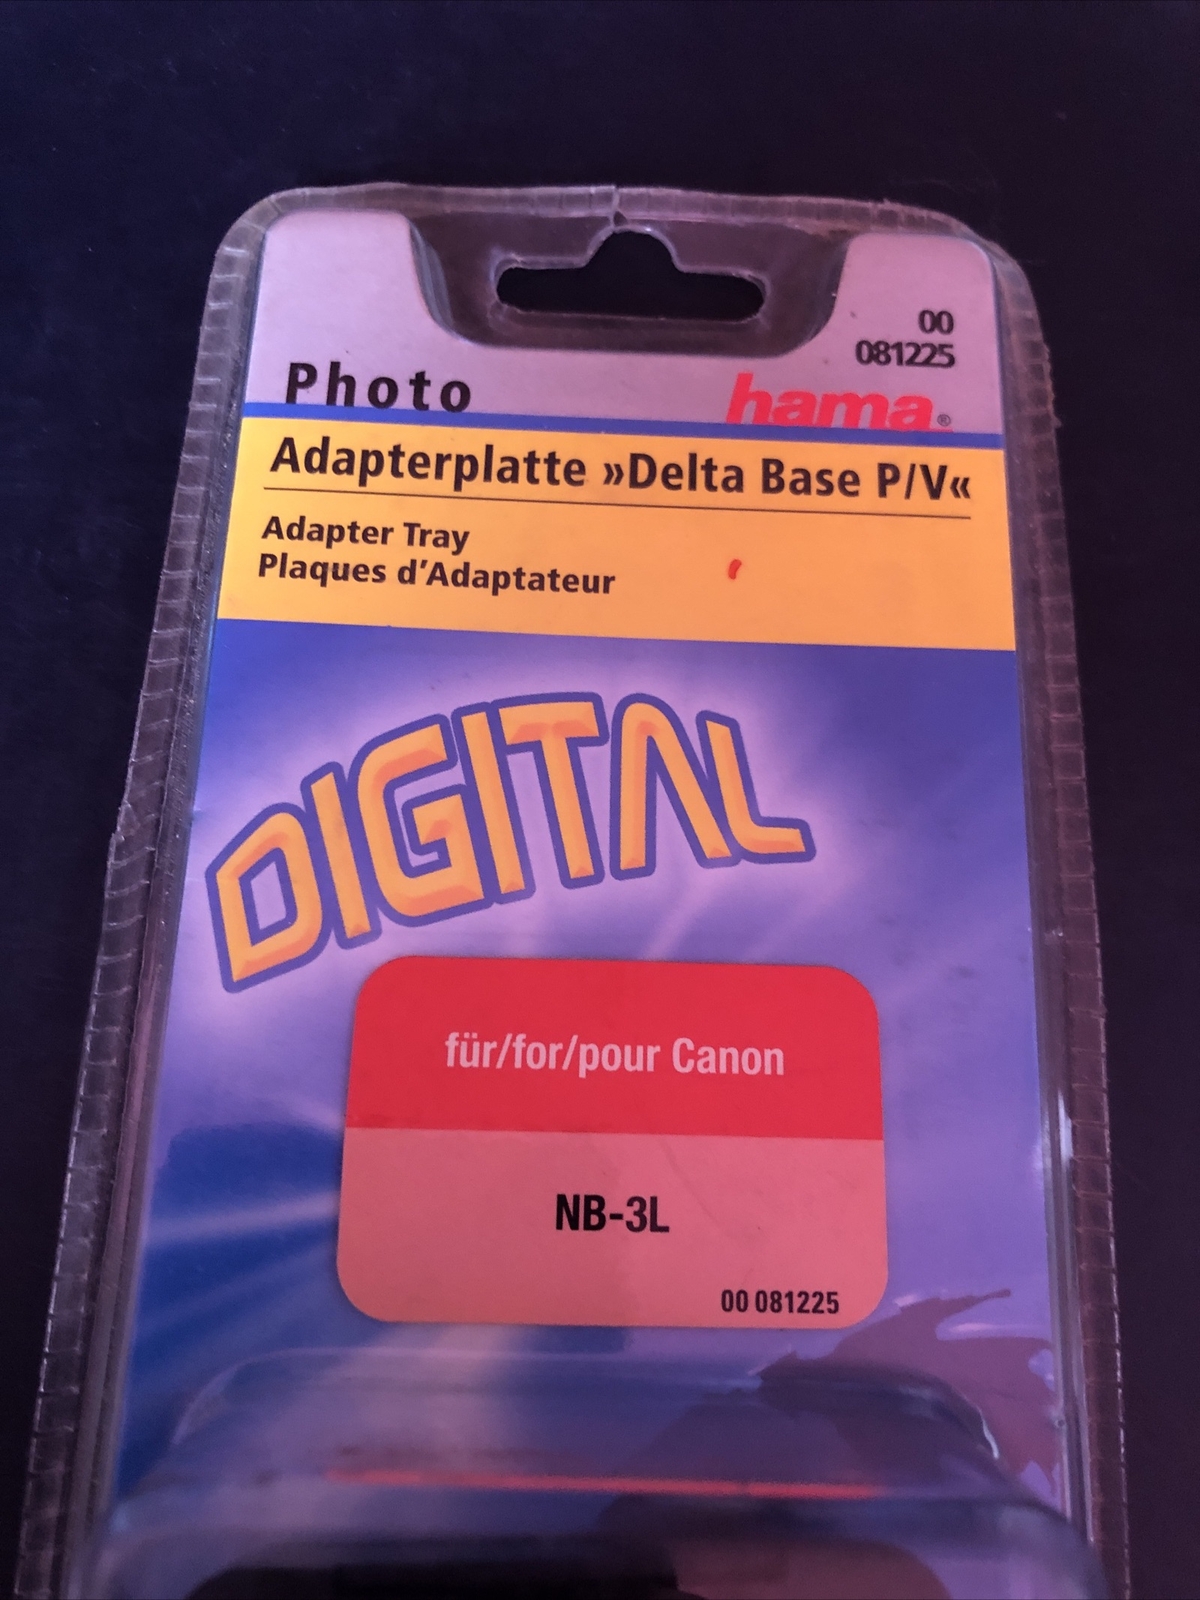 00
081225
Photo
hama®
Adapterplatte »Delta Base P/V«
Adapter Tray
Plaques d'Adaptateur
DIGITAL
für/for/pour Canon
NB-3L
00 081225